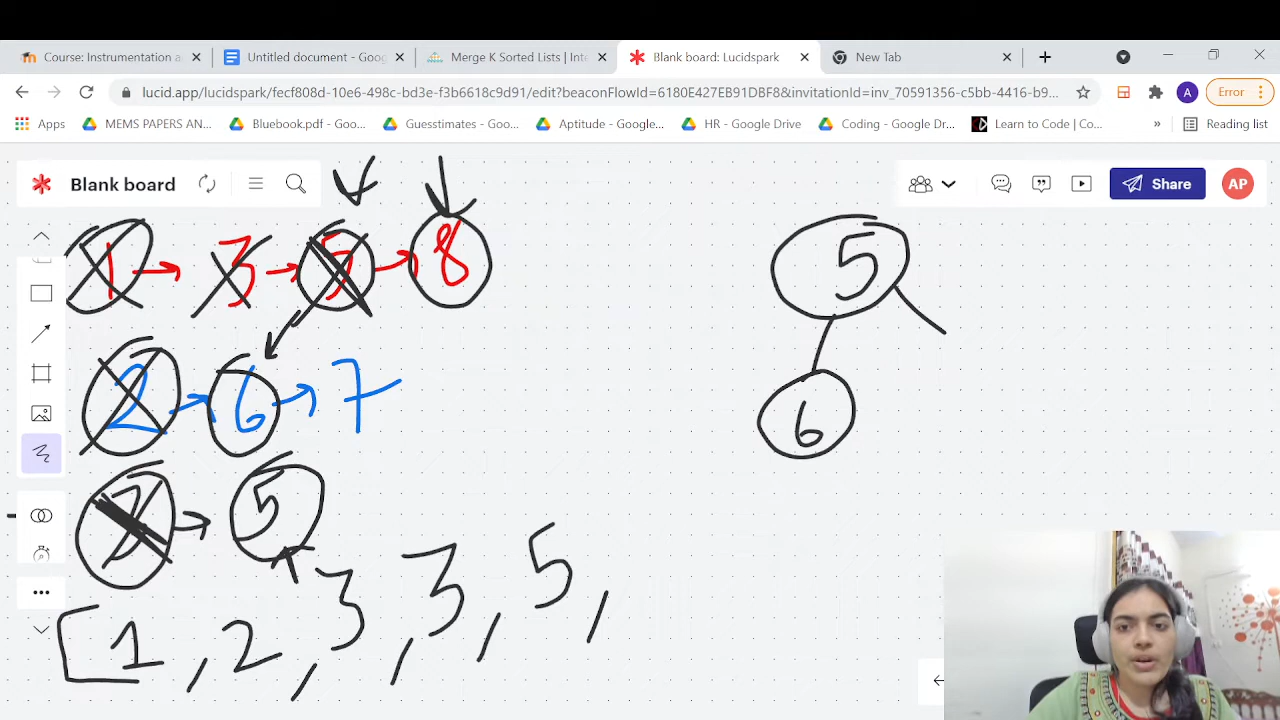 Course: Instrumentation a
Untitled document - Goog
Merge K Sorted Lists | Inte
Blank board: Lucidspark
New Tab
lucid.app/lucidspark/fecf808d-10e6-498c-bd3e-f3b6618c9d91/edit?beaconFlowId=6180E427EB91DBF8&invitationId=inv_70591356-c5bb-4416-b9...
A
Error
Apps
MEMS PAPERS AN...
Bluebook.pdf - Goo...
Guesstimates - Goo...
Aptitude - Google...
HR - Google Drive
Coding - Google Dr...
Learn to Code | Co...
»
Reading list
Blank board
Share
AP
1 → 3 → 5 → 8
2 → 6 → 7
3 → 5
[1, 2, 3, 3, 5,
5
6